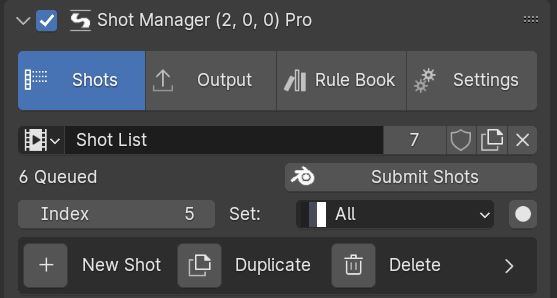 Shot Manager (2, 0, 0) Pro
Shots Output Rule Book Settings
Shot List 7
6 Queued Submit Shots
Index 5 Set: All
New Shot Duplicate Delete